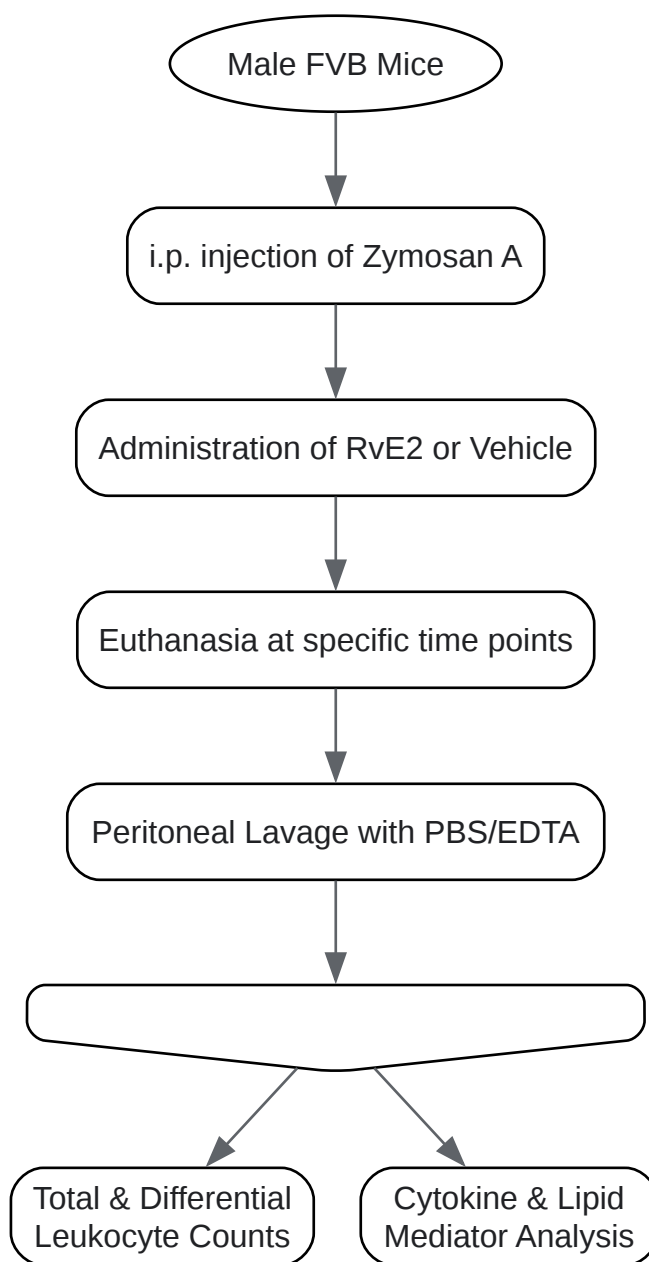 Male FVB Mice
i.p. injection of Zymosan A
Administration of RvE2 or Vehicle
Euthanasia at specific time points
Peritoneal Lavage with PBS/EDTA
Total & Differential
Leukocyte Counts
Cytokine & Lipid
Mediator Analysis